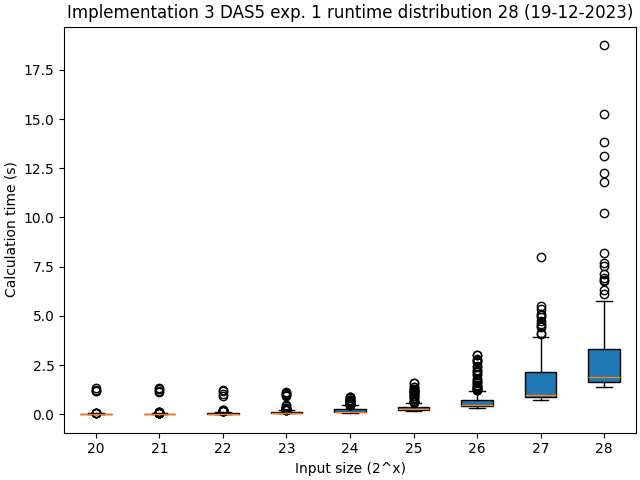 Implementation 3 DAS5 exp. 1 runtime distribution 28 (19-12-2023)
17.5
15.0
12.5
10.0
7.5
5.0
2.5
0.0
Calculation time (s)
20 21 22 23 24 25 26 27 28
Input size (2^x)